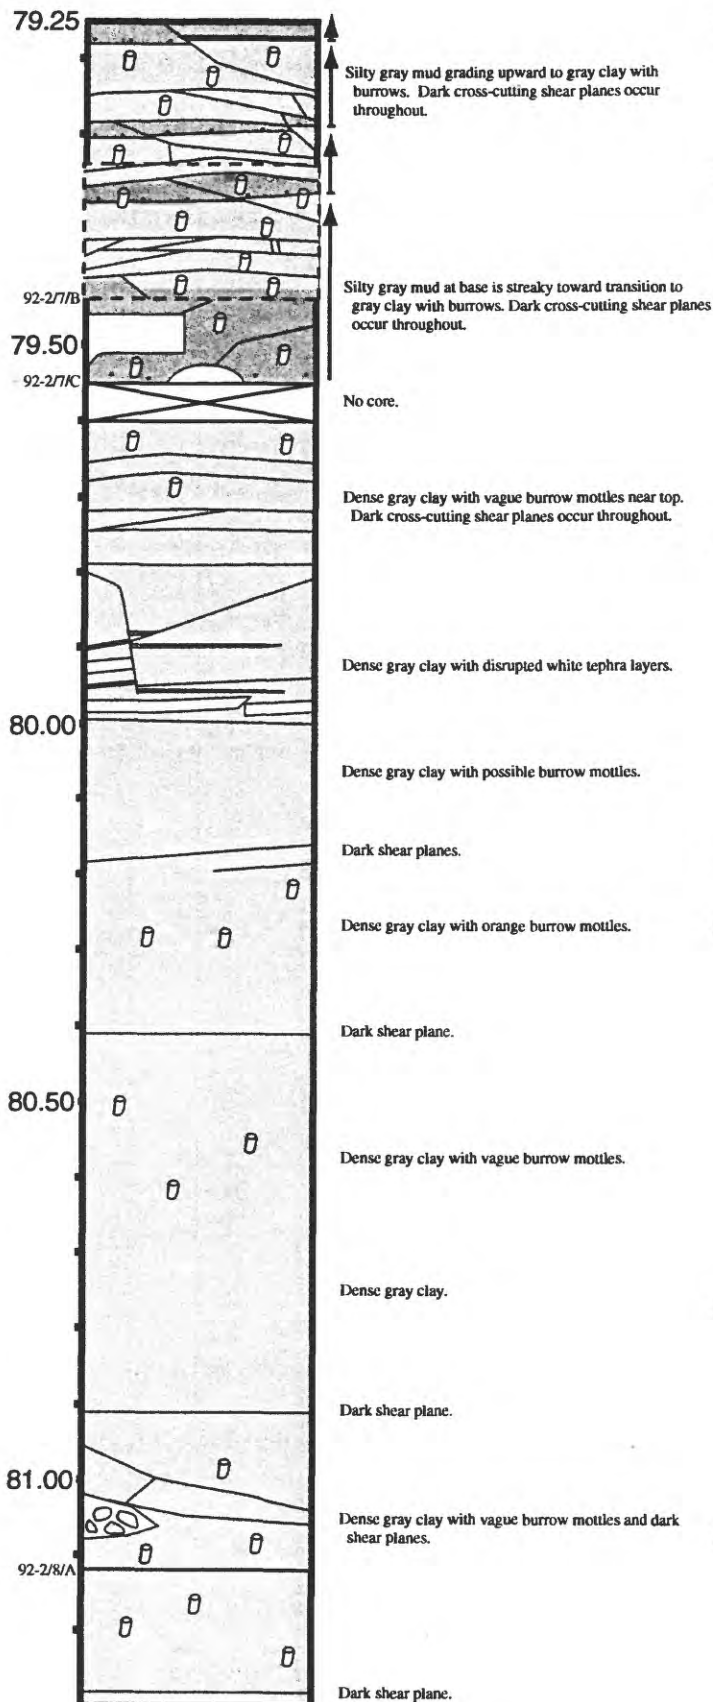 79.25
Silty gray mud grading upward to gray clay with
burrows. Dark cross-cutting shear planes occur
throughout.
92-2/7/B
Silty gray mud at base is streaky toward transition to
gray clay with burrows. Dark cross-cutting shear planes
occur throughout.
79.50
92-2/7/C
No core.
Dense gray clay with vague burrow mottles near top.
Dark cross-cutting shear planes occur throughout.
Dense gray clay with disrupted white tephra layers.
80.00
Dense gray clay with possible burrow mottles.
Dark shear planes.
Dense gray clay with orange burrow mottles.
Dark shear plane.
80.50
Dense gray clay with vague burrow mottles.
Dense gray clay.
Dark shear plane.
81.00
Dense gray clay with vague burrow mottles and dark
shear planes.
92-2/8/A
Dark shear plane.